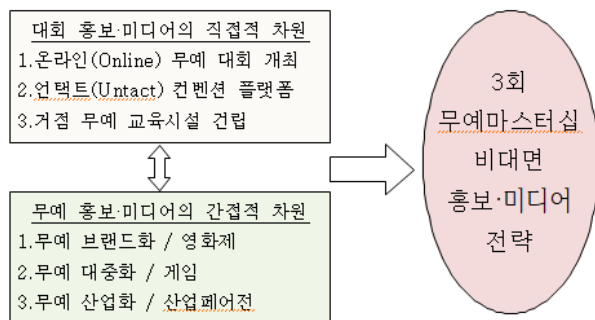 대회 홍보·미디어의 직접적 차원
1.온라인(Online) 무예 대회 개최
2.언택트(Untact) 컨벤션 플랫폼
3.거점 무예 교육시설 건립
무예 홍보·미디어의 간접적 차원
1.무예 브랜드화 / 영화제
2.무예 대중화 / 게임
3.무예 산업화 / 산업페어전
3회
무예마스터십
비대면
홍보·미디어
전략